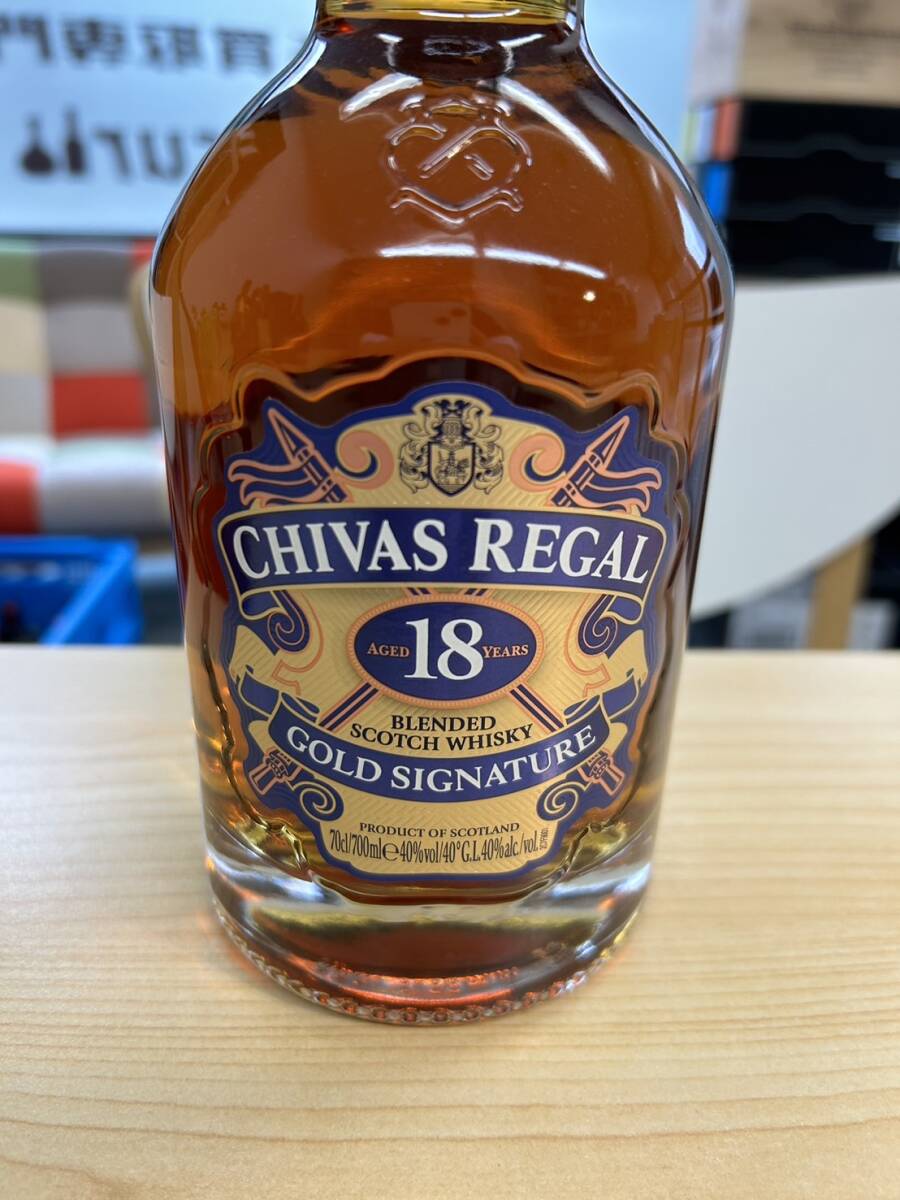 CHIVAS REGAL
AGED 18 YEARS
BLENDED
SCOTCH WHISKY
GOLD SIGNATURE
PRODUCT OF SCOTLAND
70cl/700ml℮40%vol/40°G.L.40%alc./vol.